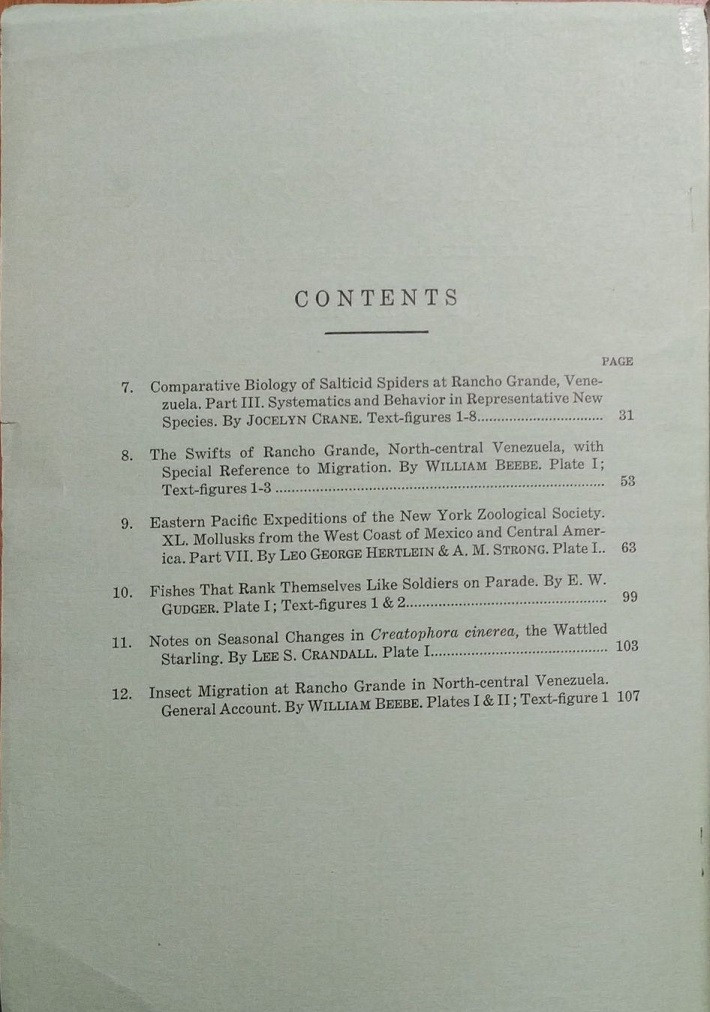 CONTENTS
PAGE
7. Comparative Biology of Salticid Spiders at Rancho Grande, Vene-
zuela. Part III. Systematics and Behavior in Representative New
Species. By JOCELYN CRANE. Text-figures 1-8................................ 31
8. The Swifts of Rancho Grande, North-central Venezuela, with
Special Reference to Migration. By WILLIAM BEEBE. Plate I;
Text-figures 1-3 .................................................................................... 53
9. Eastern Pacific Expeditions of the New York Zoological Society.
XL. Mollusks from the West Coast of Mexico and Central Amer-
ica. Part VII. By LEO GEORGE HERTLEIN & A. M. STRONG. Plate I.. 63
10. Fishes That Rank Themselves Like Soldiers on Parade. By E. W.
GUDGER. Plate I; Text-figures 1 & 2................................................... 99
11. Notes on Seasonal Changes in Creatophora cinerea, the Wattled
Starling. By LEE S. CRANDALL. Plate I............................................. 103
12. Insect Migration at Rancho Grande in North-central Venezuela.
General Account. By WILLIAM BEEBE. Plates I & II; Text-figure 1 107